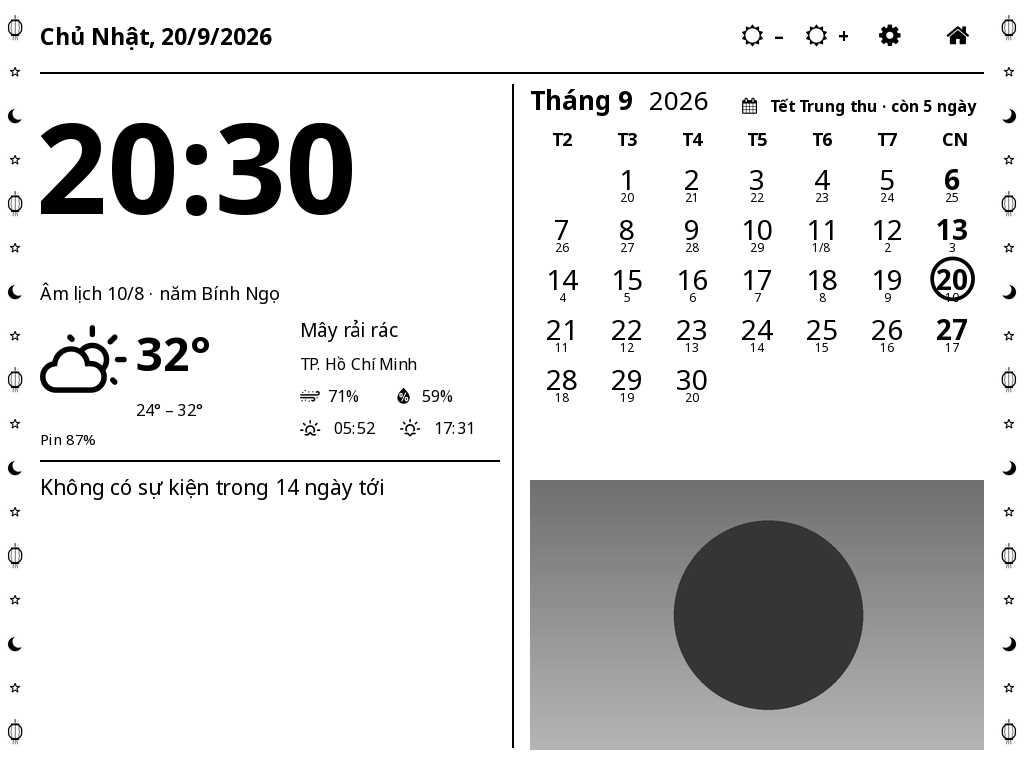 Chủ Nhật, 20/9/2026
– +
20:30
Âm lịch 10/8 · năm Bính Ngọ
32°
24° – 32°
Pin 87%
Mây rải rác
TP. Hồ Chí Minh
71% 59%
05:52 17:31
Không có sự kiện trong 14 ngày tới
Tháng 9 2026 Tết Trung thu · còn 5 ngày
T2 T3 T4 T5 T6 T7 CN
1 2 3 4 5 6
20 21 22 23 24 25
7 8 9 10 11 12 13
26 27 28 29 1/8 2 3
14 15 16 17 18 19 20
4 5 6 7 8 9 10
21 22 23 24 25 26 27
11 12 13 14 15 16 17
28 29 30
18 19 20